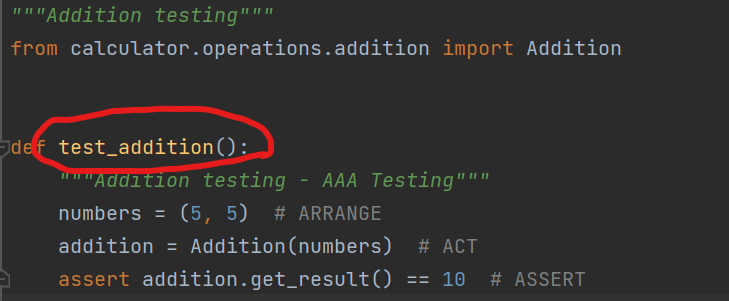 """Addition testing"""
from calculator.operations.addition import Addition
def test_addition():
"""Addition testing - AAA Testing"""
numbers = (5, 5)  # ARRANGE
addition = Addition(numbers)  # ACT
assert addition.get_result() == 10  # ASSERT